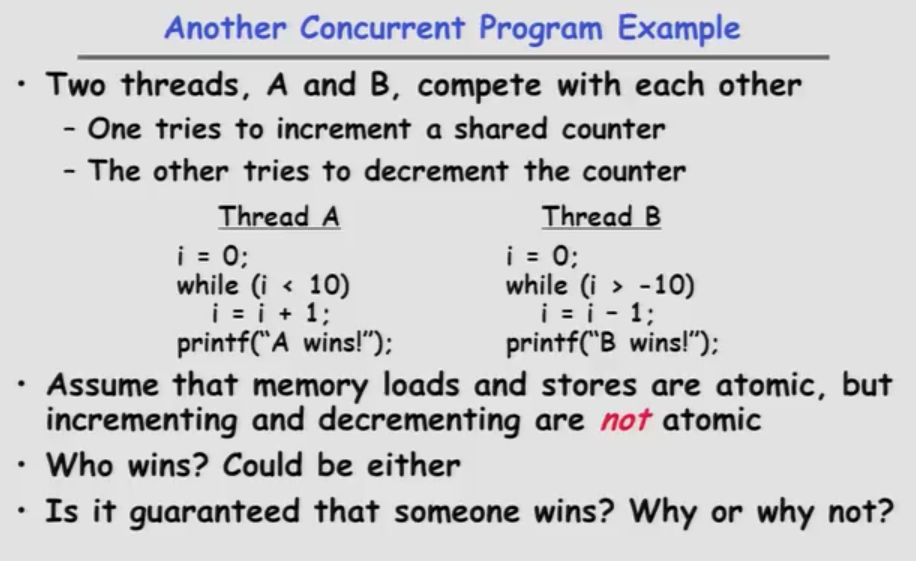 Another Concurrent Program Example
• Two threads, A and B, compete with each other
– One tries to increment a shared counter
– The other tries to decrement the counter
Thread A Thread B
i = 0; i = 0;
while (i < 10) while (i > -10)
i = i + 1; i = i – 1;
printf(“A wins!”); printf(“B wins!”);
• Assume that memory loads and stores are atomic, but
incrementing and decrementing are not atomic
• Who wins? Could be either
• Is it guaranteed that someone wins? Why or why not?